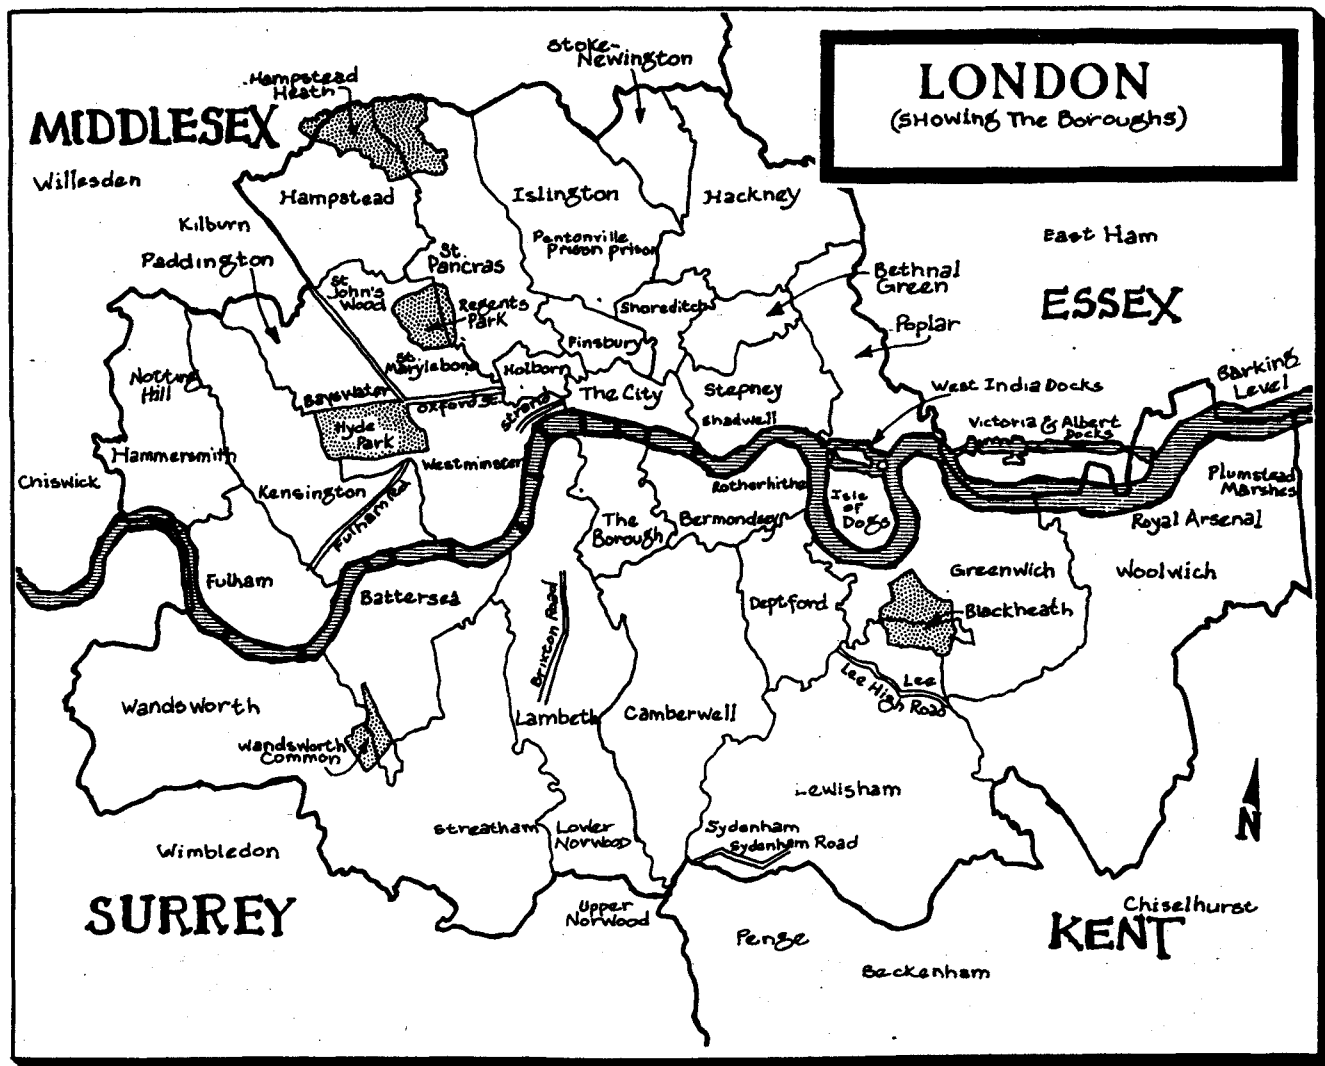 LONDON
(SHowing The Boroughs)
Stoke-
Newington
Hampstead
Heath
MIDDLESEX
Willesden
Hampstead
Islington
Hackney
Kilburn
Pentonville
Prison prison
East Ham
Paddington
St.
Pancras
Bethnal
Green
St
John's
Wood
Regents
Park
Shoreditch
ESSEX
Poplar
Finsbury
St.
Marylebone
Holborn
Notting
Hill
Bayswater
Oxford St.
Strand
The City
Stepney
West India Docks
Barking
Level
Shadwell
Victoria & Albert
Docks
Hyde
Park
Hammersmith
Westminster
Chiswick
Kensington
Fulham Rd
Rotherhithe
Isle
of
Dogs
Plumstead
Marshes
The
Borough
Bermondsey
Royal Arsenal
Fulham
Battersea
Greenwich
Woolwich
Brixton Road
Deptford
Blackheath
Lee
Lee High Road
Wandsworth
Lambeth
Camberwell
Wandsworth
Common
Lewisham
Streatham
Lower
Norwood
Sydenham
Sydenham Road
N
Wimbledon
SURREY
Upper
Norwood
Penge
Chiselhurst
KENT
Beckenham